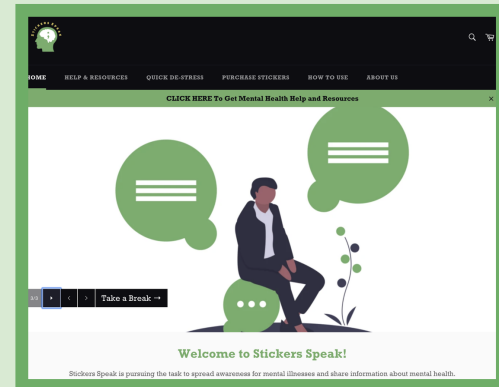 STICKERS SPEAK
HOME HELP & RESOURCES QUICK DE-STRESS PURCHASE STICKERS HOW TO USE ABOUT US
CLICK HERE To Get Mental Health Help and Resources ×
Take a Break →
Welcome to Stickers Speak!
Stickers Speak is pursuing the task to spread awareness for mental illnesses and share information about mental health.